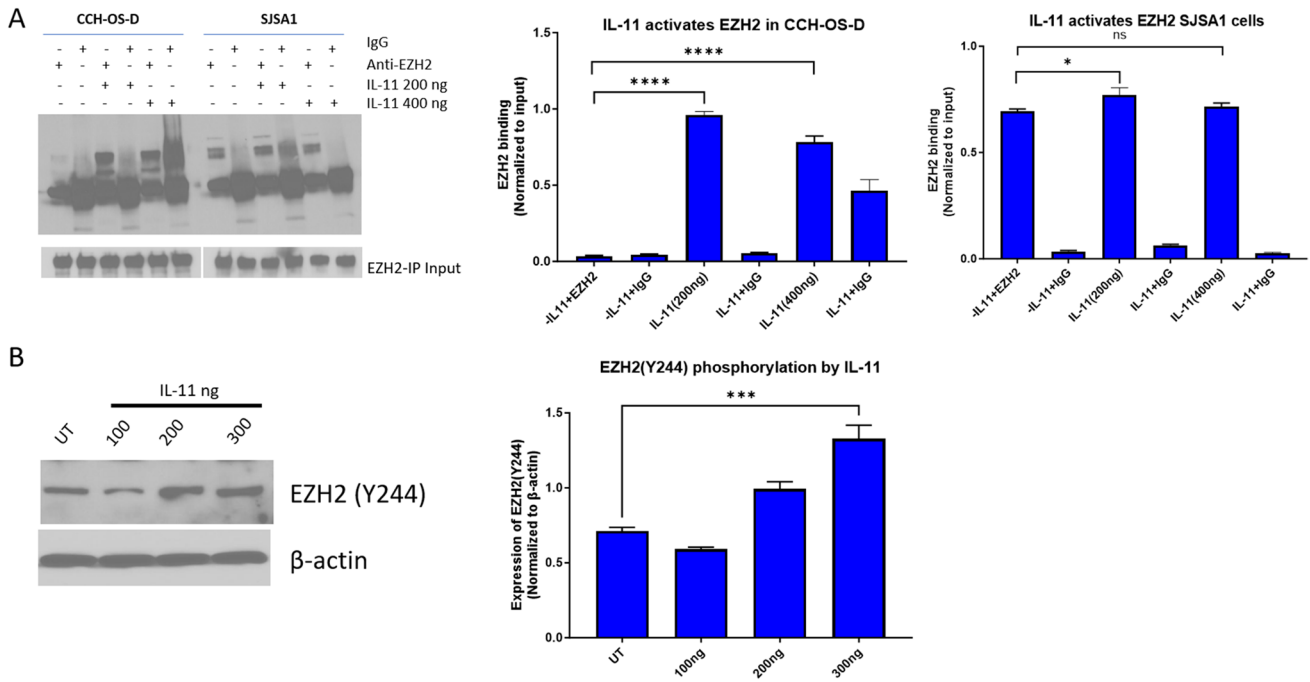 A
CCH-OS-D SJSA1
- + - + - + - + - + - + IgG
+ - + - + - + - + - + - Anti-EZH2
- - + + - - - - + + - - IL-11 200 ng
- - - - + + - - - - + + IL-11 400 ng
EZH2-IP Input
IL-11 activates EZH2 in CCH-OS-D
****
****
EZH2 binding
(Normalized to input)
1.5
1.0
0.5
0.0
-IL11+EZH2
-IL-11+IgG
IL-11(200ng)
IL-11+IgG
IL-11(400ng)
IL-11+IgG
IL-11 activates EZH2 SJSA1 cells
ns
*
EZH2 binding
(Normalized to input)
1.0
0.5
0.0
-IL11+EZH2
-IL-11+IgG
IL-11(200ng)
IL-11+IgG
IL-11(400ng)
IL-11+IgG
B
IL-11 ng
UT 100 200 300
EZH2 (Y244)
β-actin
EZH2(Y244) phosphorylation by IL-11
***
Expression of EZH2(Y244)
(Normalized to β-actin)
1.5
1.0
0.5
0.0
UT
100ng
200ng
300ng